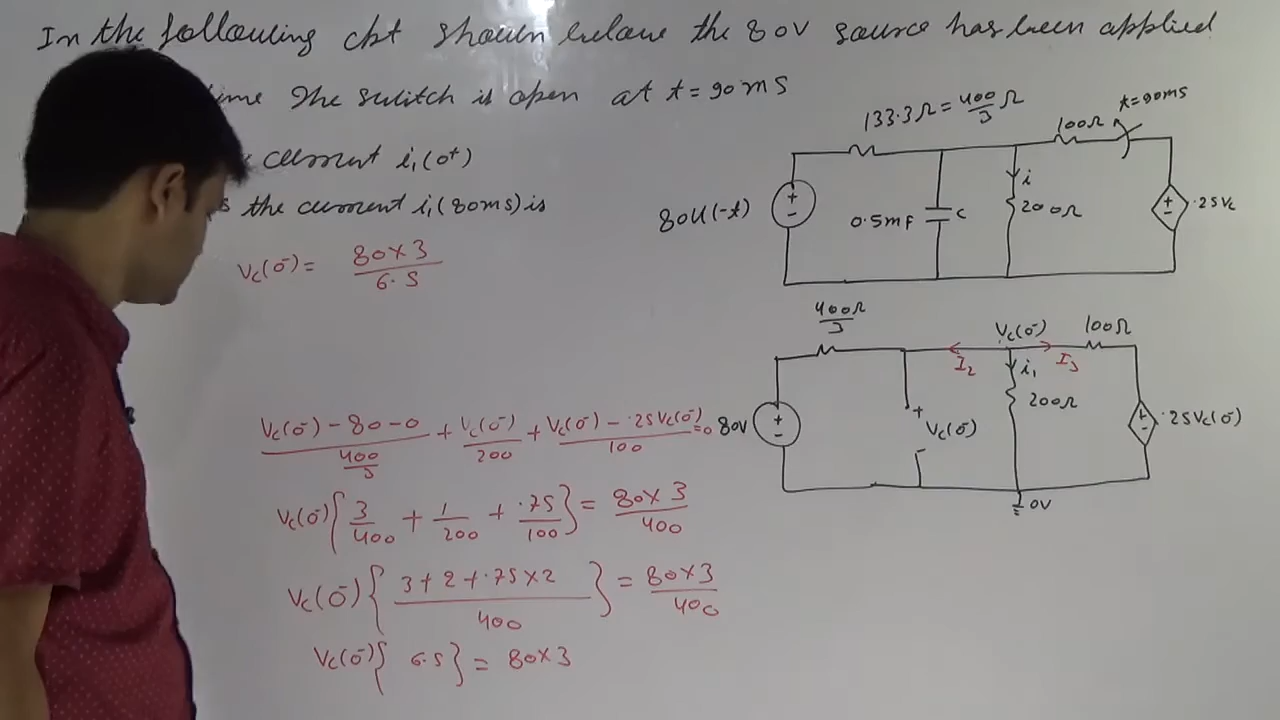 In the following ckt shown below the 80V source has been applied
ime The switch is open at t = 90ms
current i₁(0⁺)
the current i₁(80ms) is
Vc(0⁻) = 80×3 / 6.5
133.3Ω = 400/3 Ω
100Ω
t=90ms
80U(-t)
+
-
0.5mF
C
i
200Ω
+
-
.25Vc
400Ω/3
Vc(0⁻)
100Ω
I₂
i₁
I₃
200Ω
80V
+
-
+
Vc(0⁻)
-
+
-
.25Vc(0⁻)
0V
(Vc(0⁻) - 80 - 0) / (400/3) + Vc(0⁻)/200 + (Vc(0⁻) - .25Vc(0⁻))/100 = 0
Vc(0⁻){3/400 + 1/200 + .75/100} = 80×3/400
Vc(0⁻){(3+2+.75×2)/400} = 80×3/400
Vc(0⁻){6.5} = 80×3